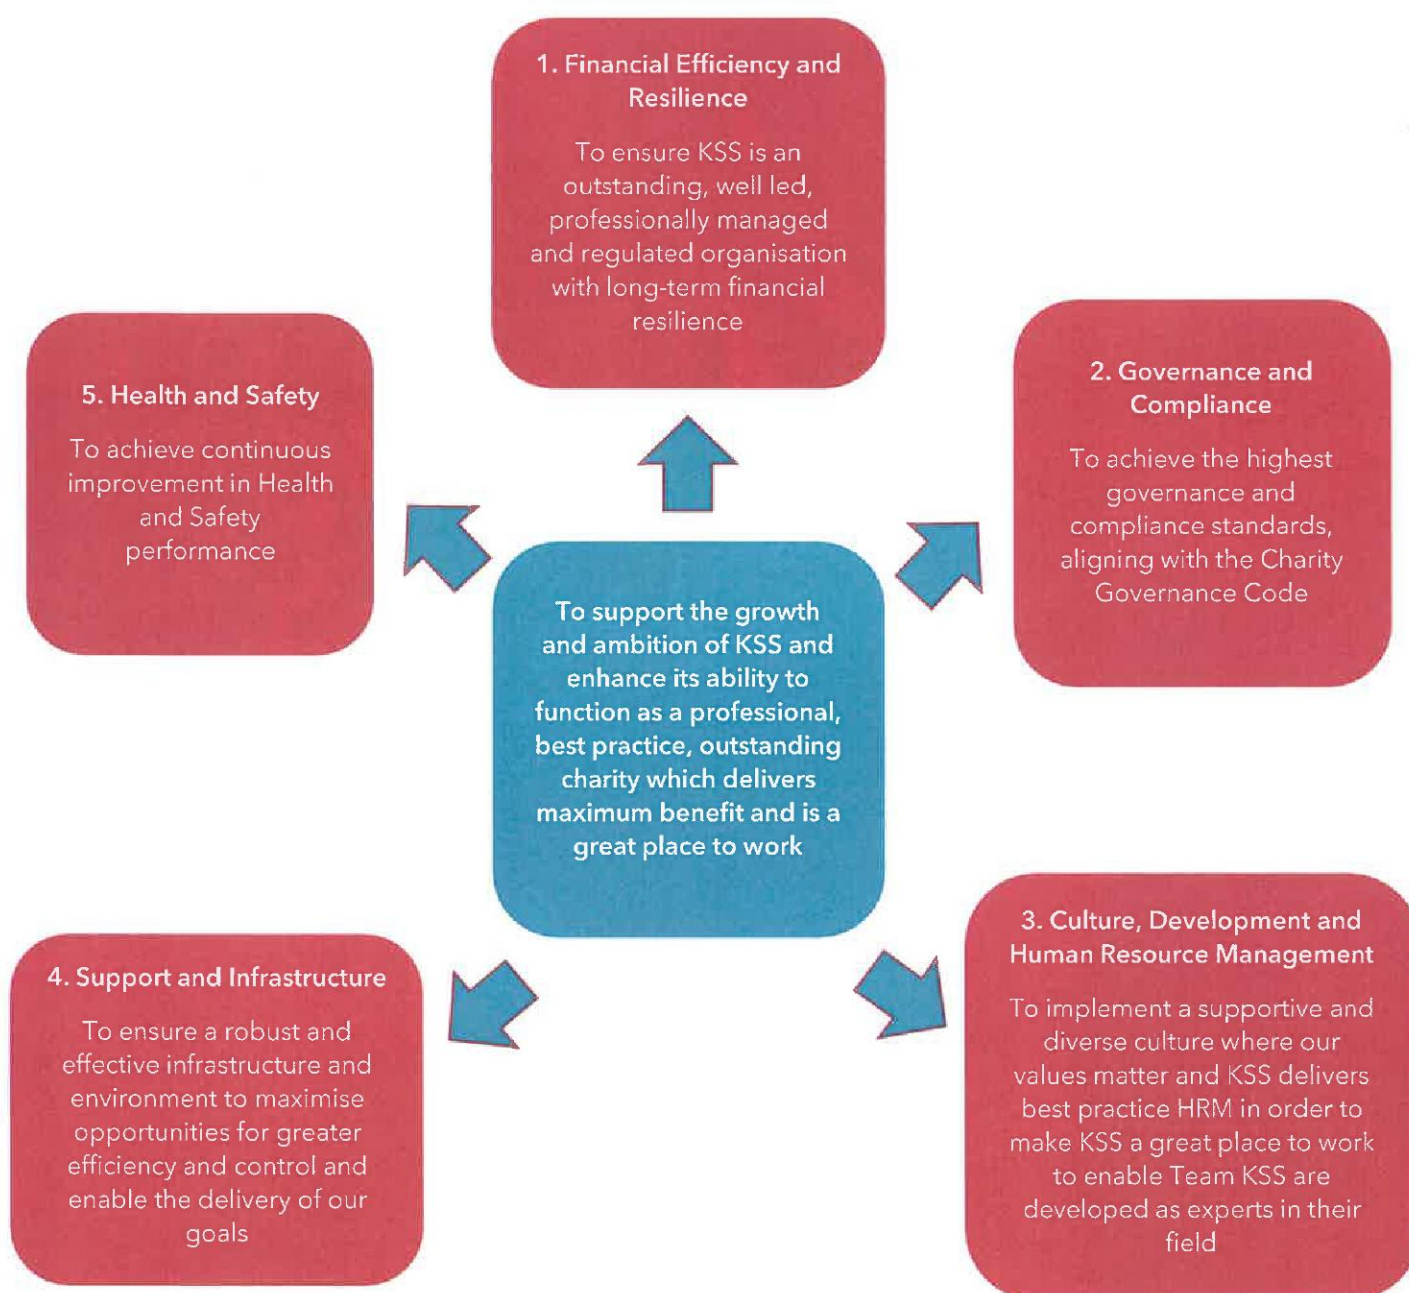 1. Financial Efficiency and
Resilience
To ensure KSS is an
outstanding, well led,
professionally managed
and regulated organisation
with long-term financial
resilience
2. Governance and
Compliance
To achieve the highest
governance and
compliance standards,
aligning with the Charity
Governance Code
3. Culture, Development and
Human Resource Management
To implement a supportive and
diverse culture where our
values matter and KSS delivers
best practice HRM in order to
make KSS a great place to work
to enable Team KSS are
developed as experts in their
field
4. Support and Infrastructure
To ensure a robust and
effective infrastructure and
environment to maximise
opportunities for greater
efficiency and control and
enable the delivery of our
goals
5. Health and Safety
To achieve continuous
improvement in Health
and Safety
performance
To support the growth
and ambition of KSS and
enhance its ability to
function as a professional,
best practice, outstanding
charity which delivers
maximum benefit and is a
great place to work